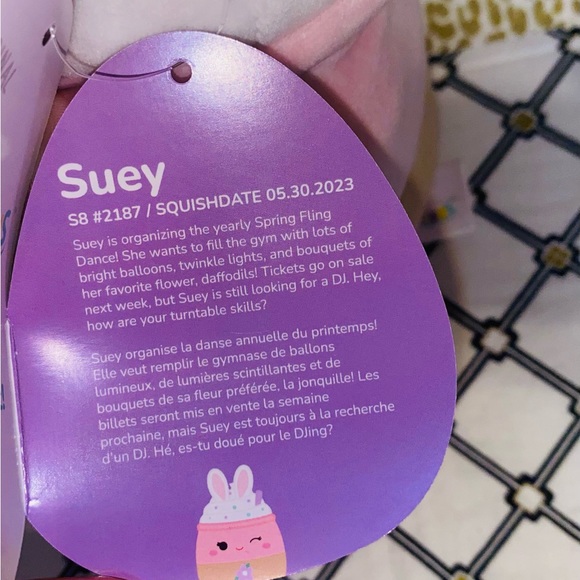 Suey
S8 #2187 / SQUISHDATE 05.30.2023
Suey is organizing the yearly Spring Fling
Dance! She wants to fill the gym with lots of
bright balloons, twinkle lights, and bouquets of
her favorite flower, daffodils! Tickets go on sale
next week, but Suey is still looking for a DJ. Hey,
how are your turntable skills?
Suey organise la danse annuelle du printemps!
Elle veut remplir le gymnase de ballons
lumineux, de lumières scintillantes et de
bouquets de sa fleur préférée, la jonquille! Les
billets seront mis en vente la semaine
prochaine, mais Suey est toujours à la recherche
d'un DJ. Hé, es-tu doué pour le DJing?